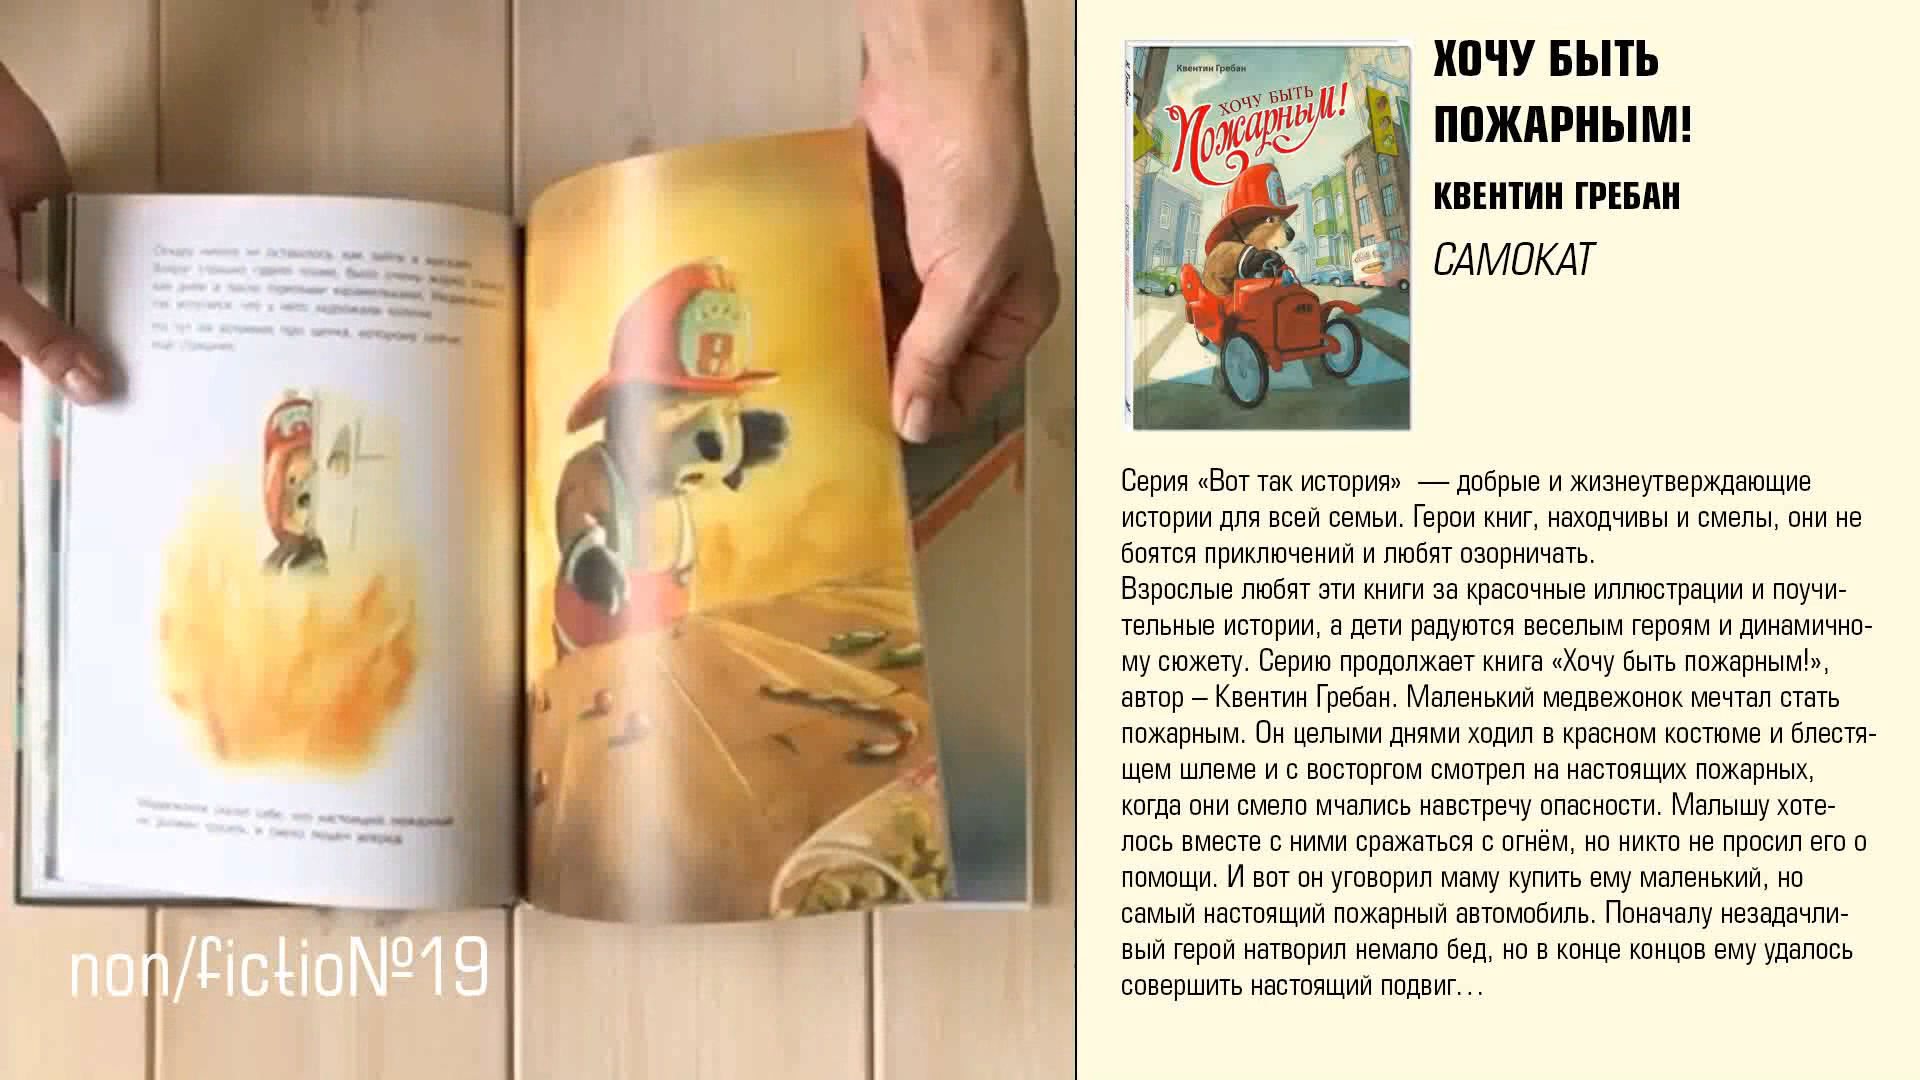 non/fictio№19
Квентин Гребан
ХОЧУ БЫТЬ
Пожарным!
ХОЧУ БЫТЬ
ПОЖАРНЫМ!
КВЕНТИН ГРЕБАН
САМОКАТ
Серия «Вот так история» — добрые и жизнеутверждающие
истории для всей семьи. Герои книг, находчивы и смелы, они не
боятся приключений и любят озорничать.
Взрослые любят эти книги за красочные иллюстрации и поучи-
тельные истории, а дети радуются веселым героям и динамично-
му сюжету. Серию продолжает книга «Хочу быть пожарным!»,
автор – Квентин Гребан. Маленький медвежонок мечтал стать
пожарным. Он целыми днями ходил в красном костюме и блестя-
щем шлеме и с восторгом смотрел на настоящих пожарных,
когда они смело мчались навстречу опасности. Малышу хоте-
лось вместе с ними сражаться с огнём, но никто не просил его о
помощи. И вот он уговорил маму купить ему маленький, но
самый настоящий пожарный автомобиль. Поначалу незадачли-
вый герой натворил немало бед, но в конце концов ему удалось
совершить настоящий подвиг...